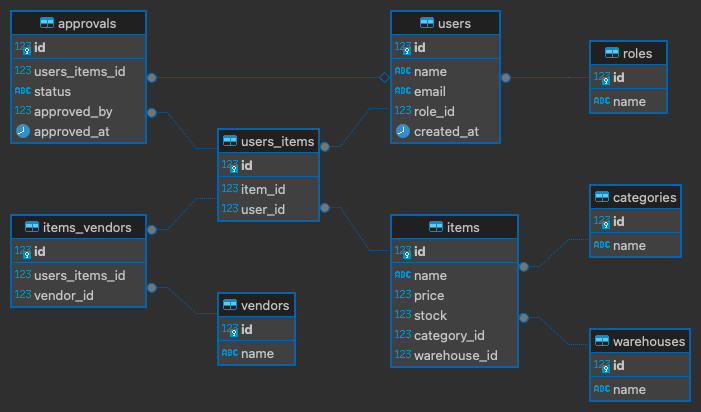 approvals
123 id
123 users_items_id
ABC status
123 approved_by
approved_at
users
123 id
ABC name
ABC email
123 role_id
created_at
roles
123 id
ABC name
users_items
123 id
123 item_id
123 user_id
items_vendors
123 id
123 users_items_id
123 vendor_id
vendors
123 id
ABC name
items
123 id
ABC name
123 price
123 stock
123 category_id
123 warehouse_id
categories
123 id
ABC name
warehouses
123 id
ABC name